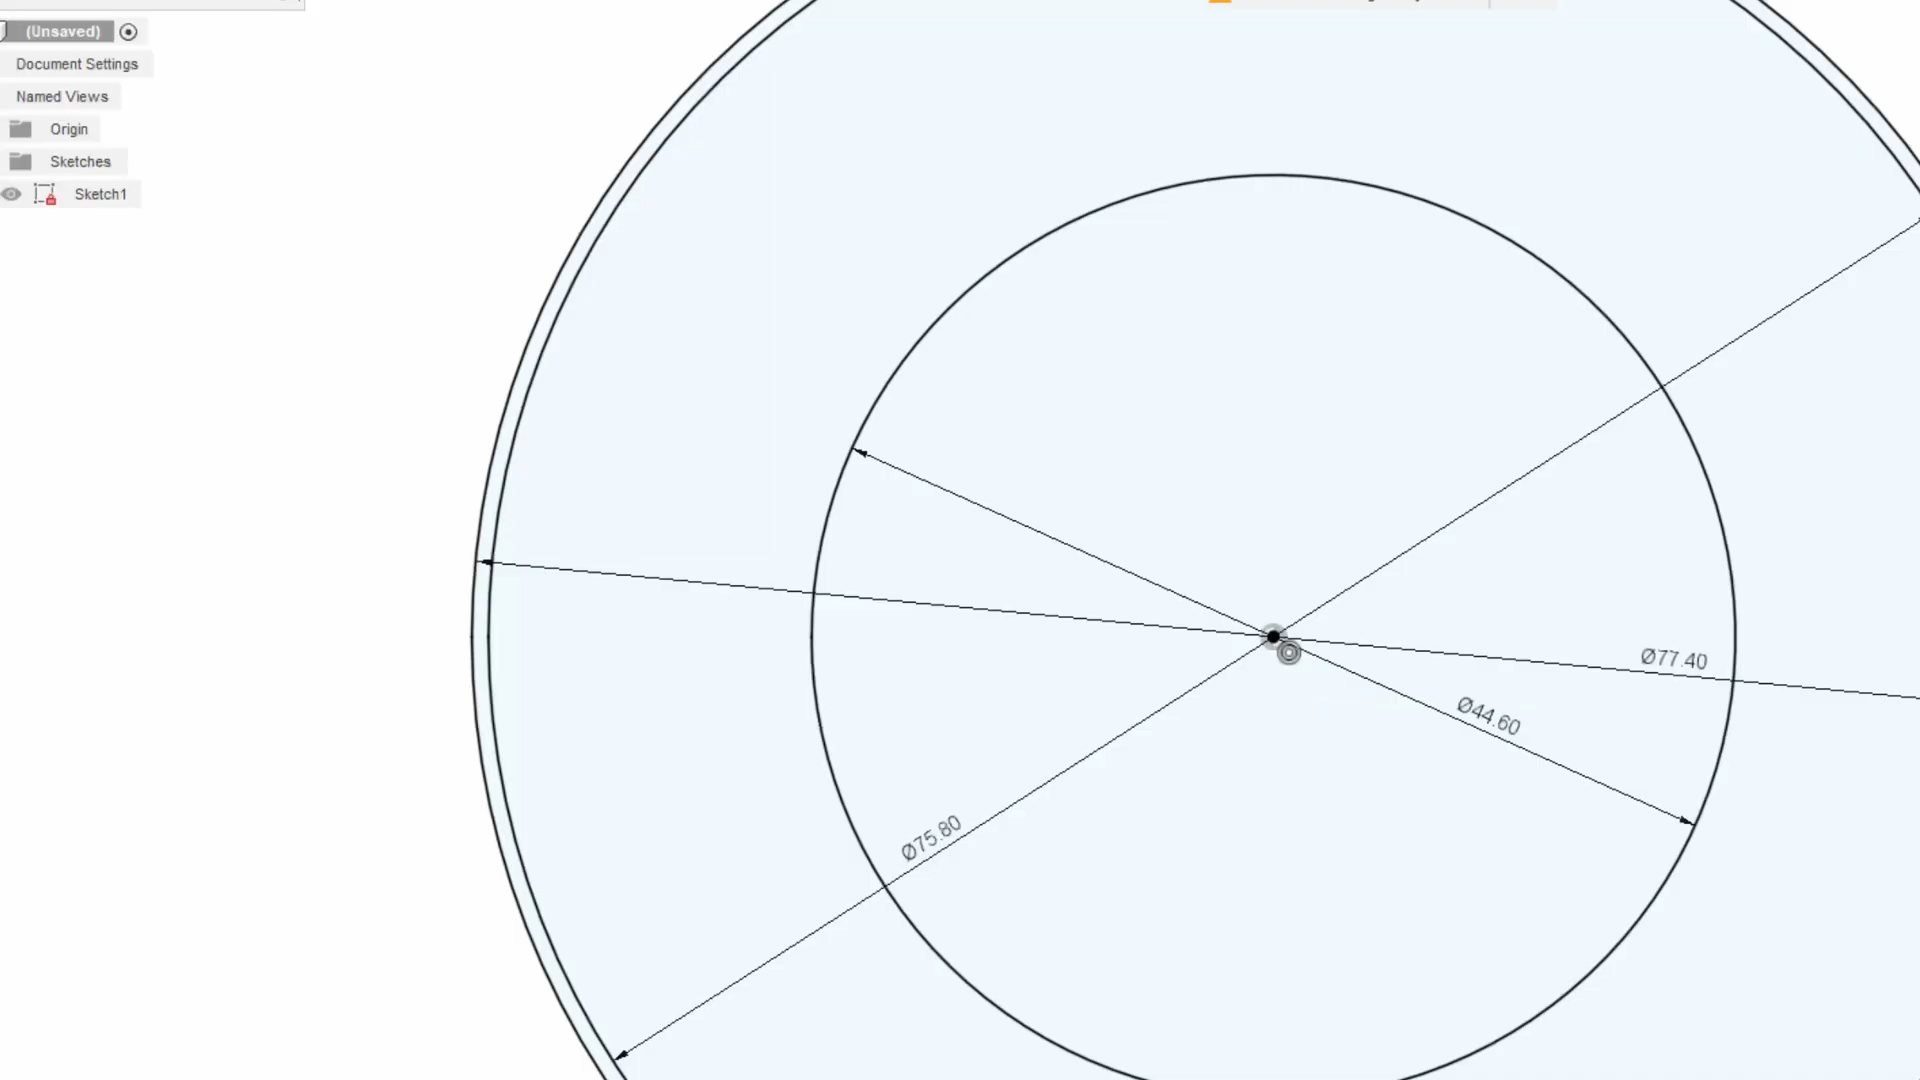 (Unsaved)
Document Settings
Named Views
Origin
Sketches
Sketch1
Ø77.40
Ø44.60
Ø75.80